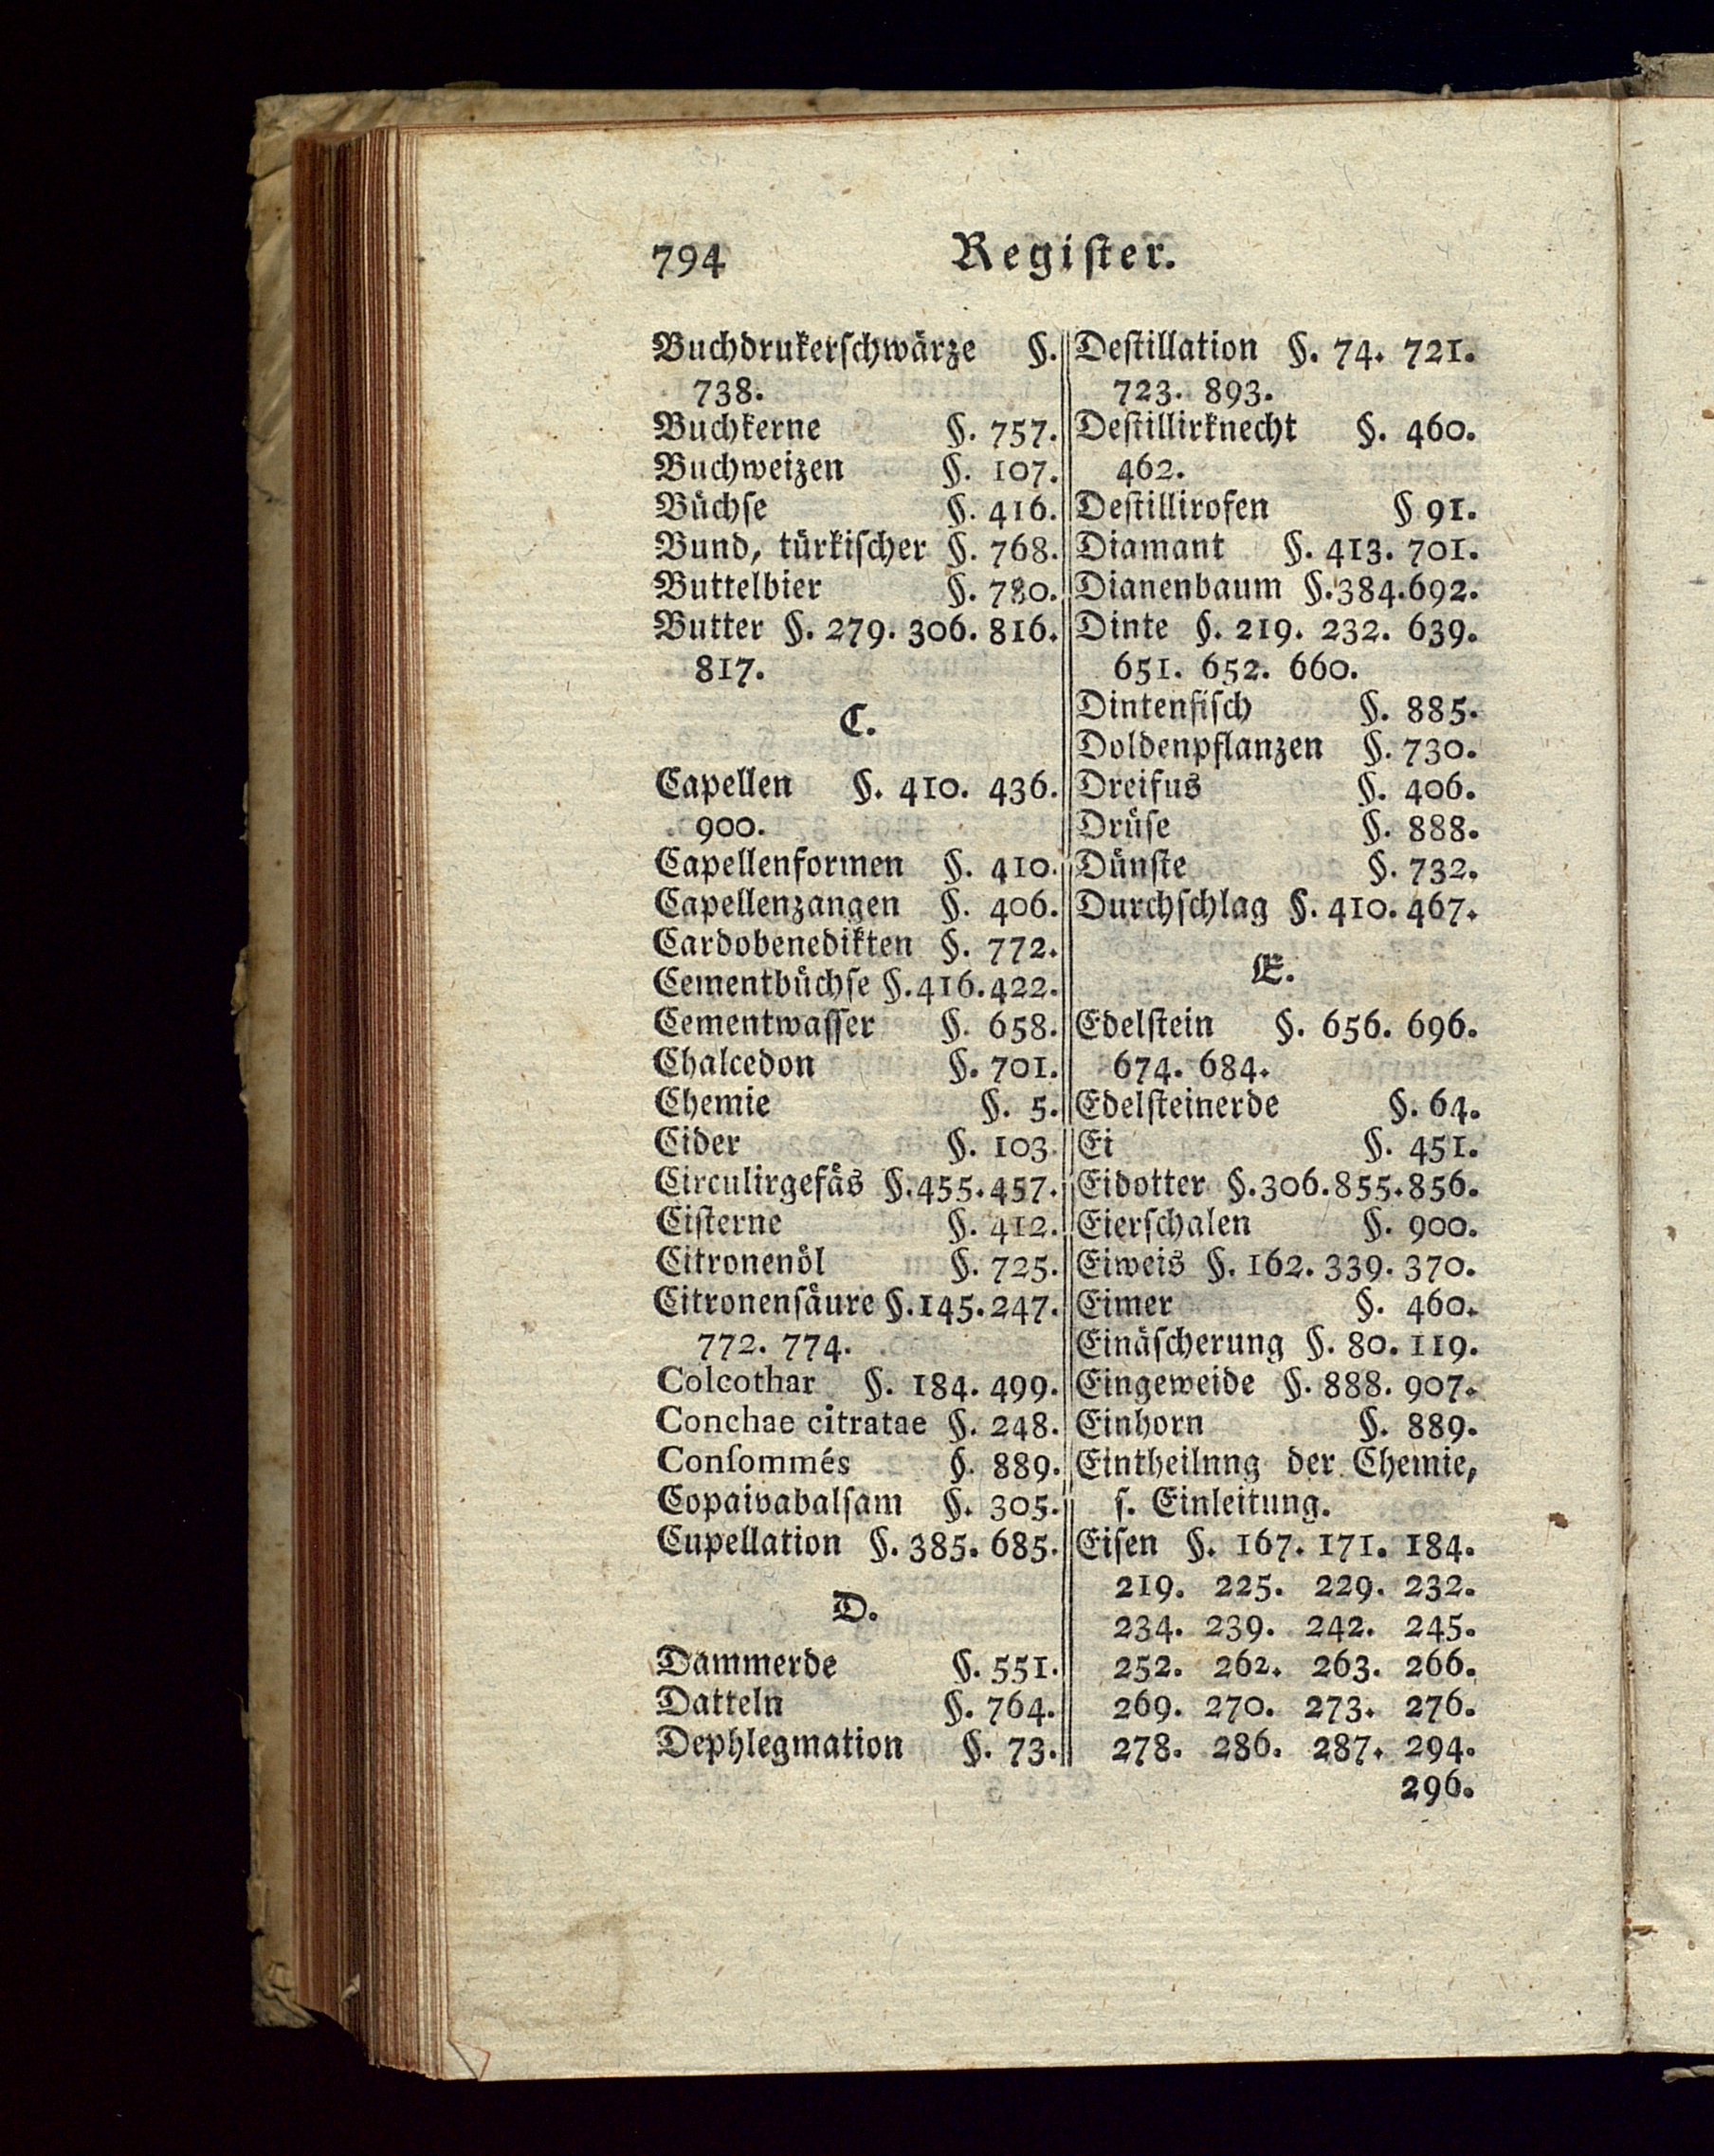 794 Regiſter.
Buchdrukerſchwärze §.
738.
Buchkerne §. 757.
Buchweizen §. 107.
Büchſe §. 416.
Bund, türkiſcher §. 768.
Buttelbier §. 780.
Butter §. 279. 306. 816.
817.
C.
Capellen §. 410. 436.
900.
Capellenformen §. 410.
Capellenzangen §. 406.
Cardobenedikten §. 772.
Cementbüchſe §.416.422.
Cementwaſſer §. 658.
Chalcedon §. 701.
Chemie §. 5.
Cider §. 103
Circulirgefäs §.455.457.
Ciſterne §. 412.
Citronenöl §. 725.
Citronenſäure §.145.247.
772. 774.
Colcothar §. 184. 499.
Conchae citratae §. 248.
Conſommés §. 889.
Copaivabalſam §. 305.
Cupellation §. 385. 685.
D.
Dammerde §. 551.
Datteln §. 764.
Dephlegmation §. 73.
Deſtillation §. 74. 721.
723. 893.
Deſtillirknecht §. 460.
462.
Deſtillirofen § 91.
Diamant §. 413. 701.
Dianenbaum §.384.692.
Dinte §. 219. 232. 639.
651. 652. 660.
Dintenfiſch §. 885.
Doldenpflanzen §. 730.
Dreifus §. 406.
Drüſe §. 888.
Dünſte §. 732.
Durchſchlag §. 410. 467.
E.
Edelſtein §. 656. 696.
674. 684.
Edelſteinerde §. 64.
Ei §. 451.
Eidotter §.306.855.856.
Eierſchalen §. 900.
Eiweis §. 162. 339. 370.
Eimer §. 460.
Einäſcherung §. 80. 119.
Eingeweide §. 888. 907.
Einhorn §. 889.
Eintheilnng der Chemie,
ſ. Einleitung.
Eiſen §. 167. 171. 184.
219. 225. 229. 232.
234. 239. 242. 245.
252. 262. 263. 266.
269. 270. 273. 276.
278. 286. 287. 294.
296.